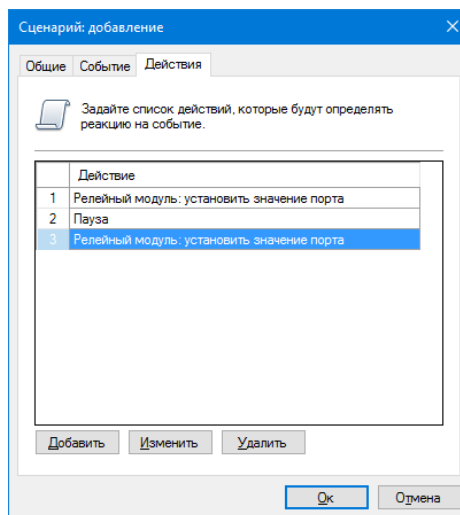 Сценарий: добавление
Общие Событие Действия
Задайте список действий, которые будут определять
реакцию на событие.
Действие
1 Релейный модуль: установить значение порта
2 Пауза
3 Релейный модуль: установить значение порта
Добавить Изменить Удалить
Ок Отмена